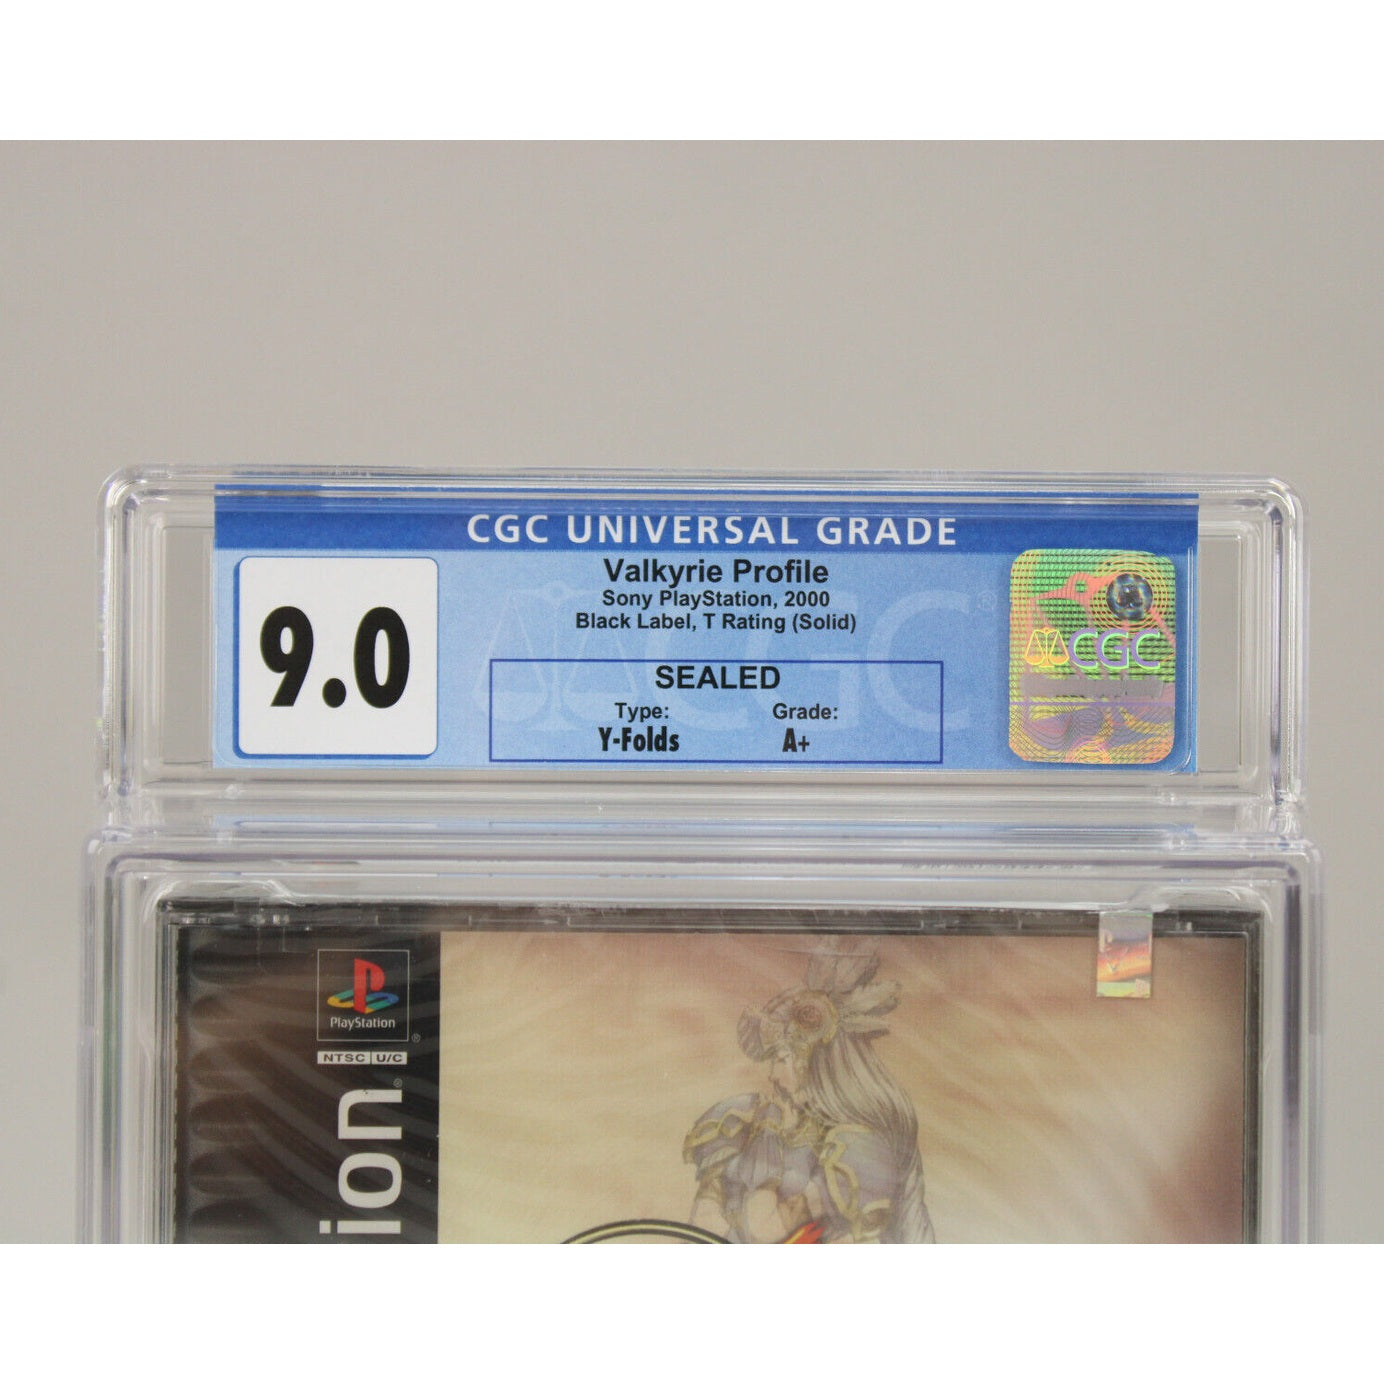 CGC UNIVERSAL GRADE
9.0
Valkyrie Profile
Sony PlayStation, 2000
Black Label, T Rating (Solid)
SEALED
Type: Grade:
Y-Folds A+
CGC
CGC
PlayStation
NTSC U/C
ion